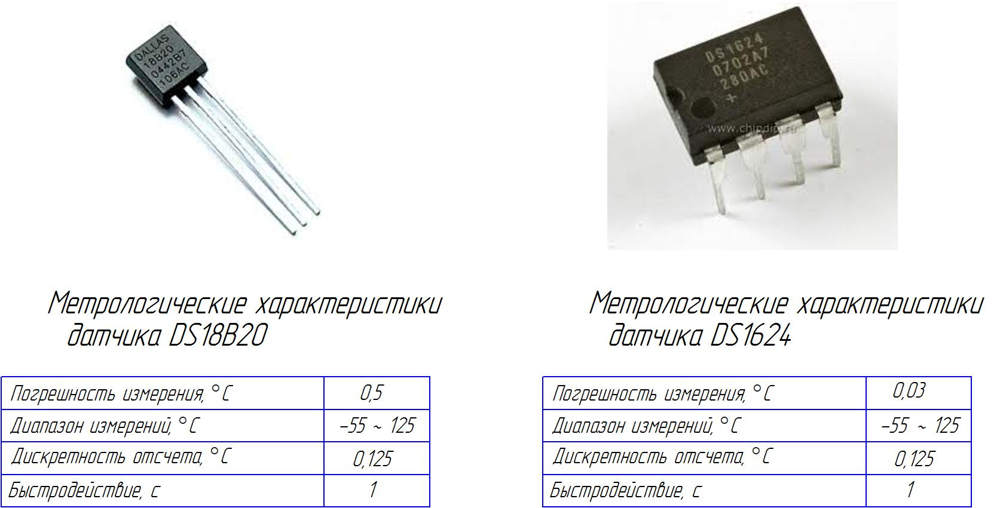 DALLAS
18B20
0442B7
106AC
DS1624
0702A7
280AC
+
www.chipdip.ru
Метрологические характеристики
датчика DS18B20
Погрешность измерения, °С 0,5
Диапазон измерений, °С -55 ~ 125
Дискретность отсчета, °С 0,125
Быстродействие, с 1
Метрологические характеристики
датчика DS1624
Погрешность измерения, °С 0,03
Диапазон измерений, °С -55 ~ 125
Дискретность отсчета, °С 0,125
Быстродействие, с 1